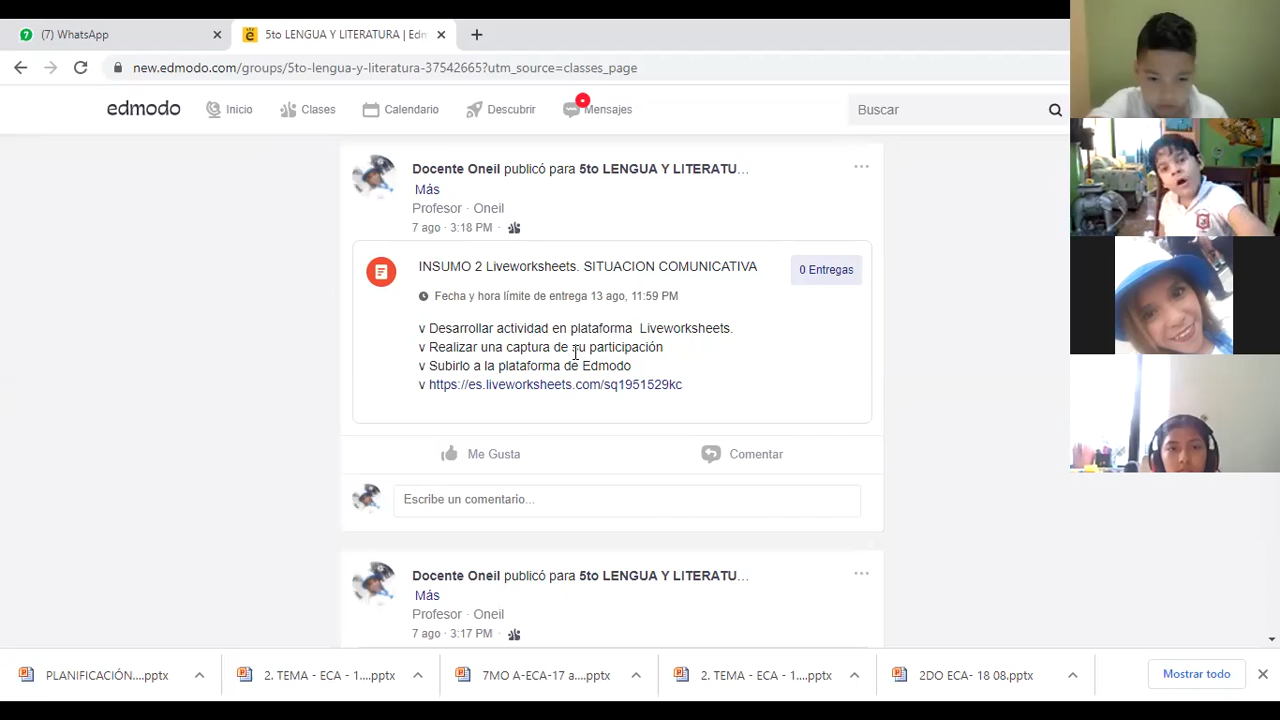 7
(7) WhatsApp
5to LENGUA Y LITERATURA | Edm
new.edmodo.com/groups/5to-lengua-y-literatura-37542665?utm_source=classes_page
edmodo
Inicio
Clases
Calendario
Descubrir
Mensajes
Buscar
Docente Oneil publicó para 5to LENGUA Y LITERATU...
Más
Profesor · Oneil
7 ago · 3:18 PM ·
INSUMO 2 Liveworksheets. SITUACION COMUNICATIVA
0 Entregas
Fecha y hora límite de entrega 13 ago, 11:59 PM
v Desarrollar actividad en plataforma Liveworksheets.
v Realizar una captura de su participación
v Subirlo a la plataforma de Edmodo
v https://es.liveworksheets.com/sq1951529kc
Me Gusta
Comentar
Escribe un comentario...
Docente Oneil publicó para 5to LENGUA Y LITERATU...
Más
Profesor · Oneil
7 ago · 3:17 PM ·
PLANIFICACIÓN....pptx
2. TEMA - ECA - 1....pptx
7MO A-ECA-17 a....pptx
2. TEMA - ECA - 1....pptx
2DO ECA- 18 08.pptx
Mostrar todo